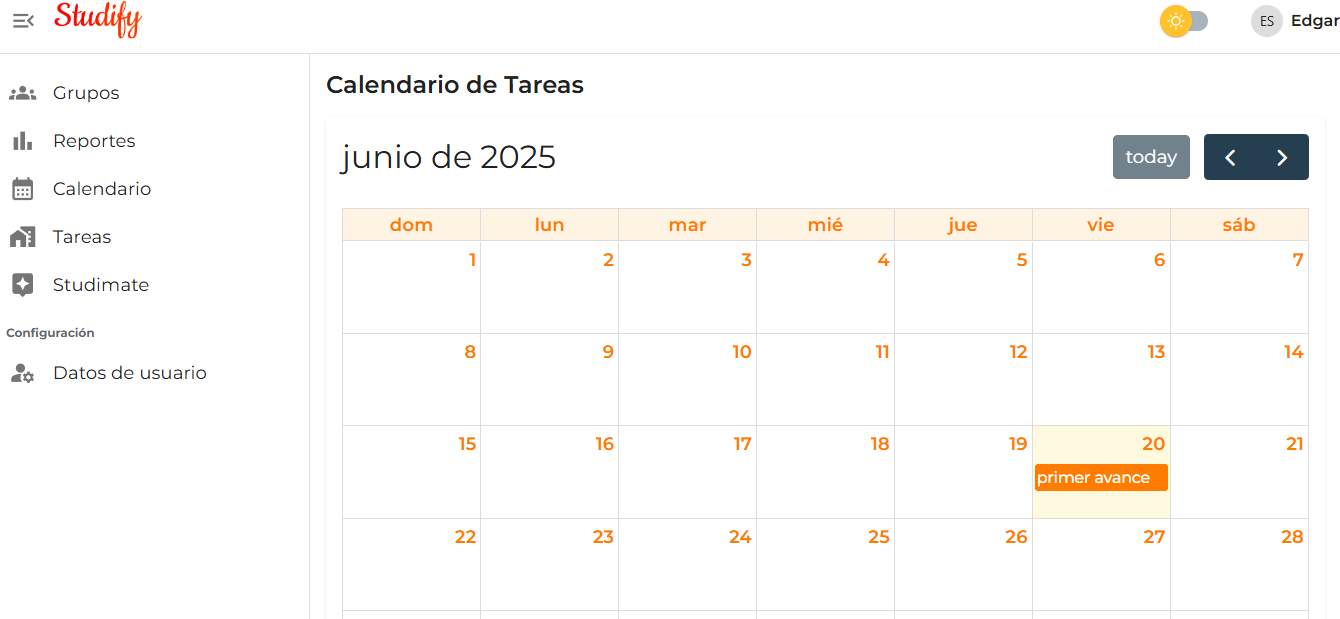 Studify
ES Edgar
Grupos
Reportes
Calendario
Tareas
Studimate
Configuración
Datos de usuario
Calendario de Tareas
junio de 2025
today
dom lun mar mié jue vie sáb
1 2 3 4 5 6 7
8 9 10 11 12 13 14
15 16 17 18 19 20 21
primer avance
22 23 24 25 26 27 28